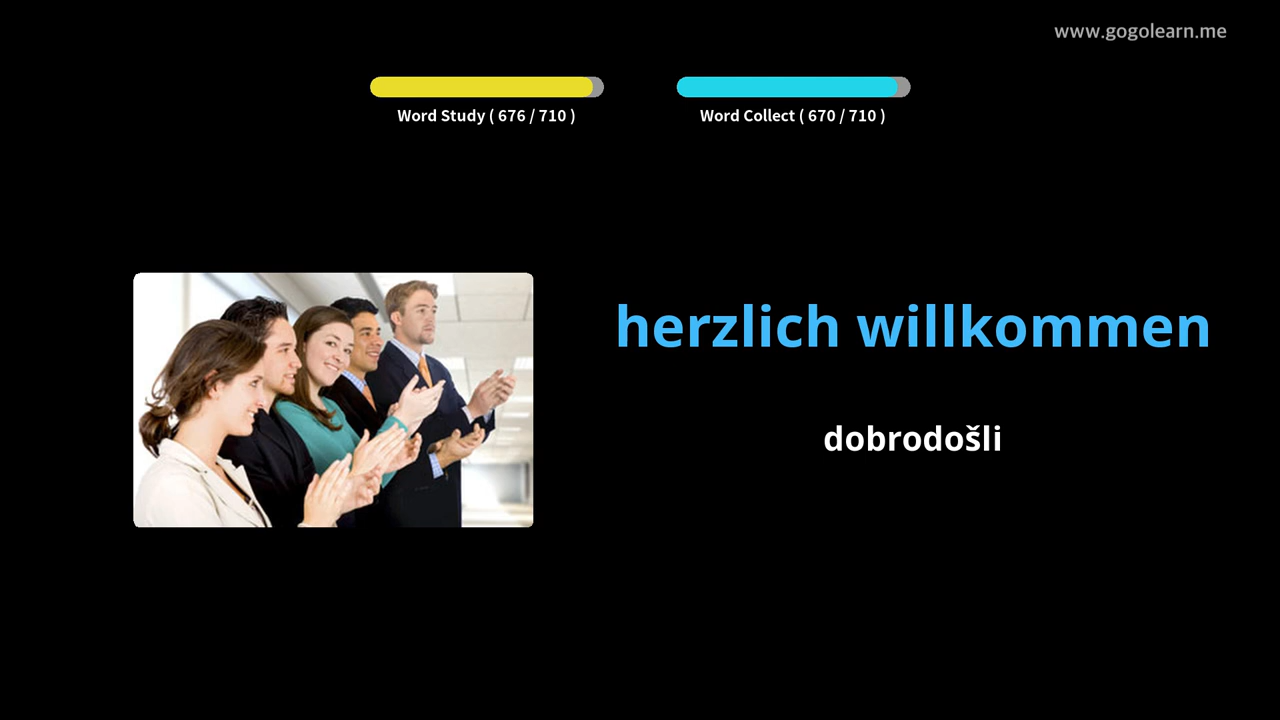 www.gogolearn.me
Word Study ( 676 / 710 )
Word Collect ( 670 / 710 )
herzlich willkommen
dobrodošli